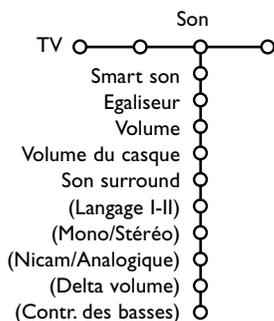 Son
TV
Smart son
Egaliseur
Volume
Volume du casque
Son surround
(Langage I-II)
(Mono/Stéréo)
(Nicam/Analogique)
(Delta volume)
(Contr. des basses)